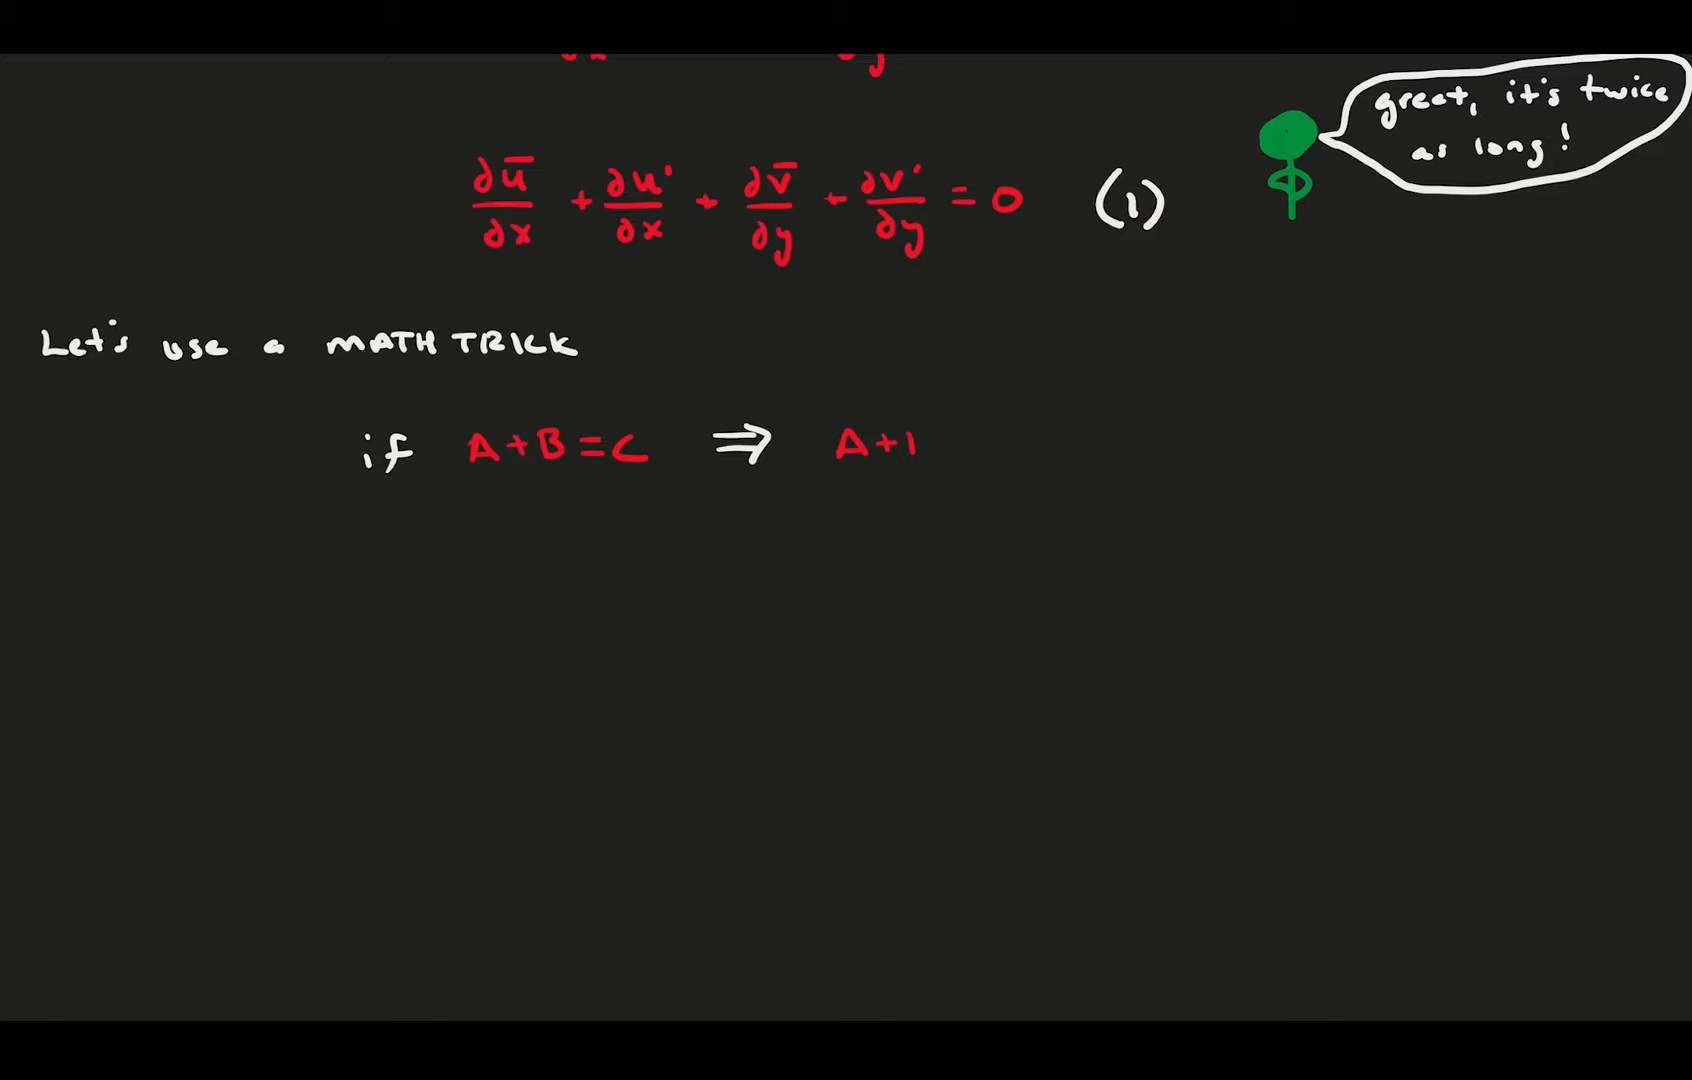 great, it's twice
as long!
∂ū/∂x + ∂u'/∂x + ∂v̄/∂y + ∂v'/∂y = 0 (1)
Let's use a MATH TRICK
if A+B=C ⇒ A+1